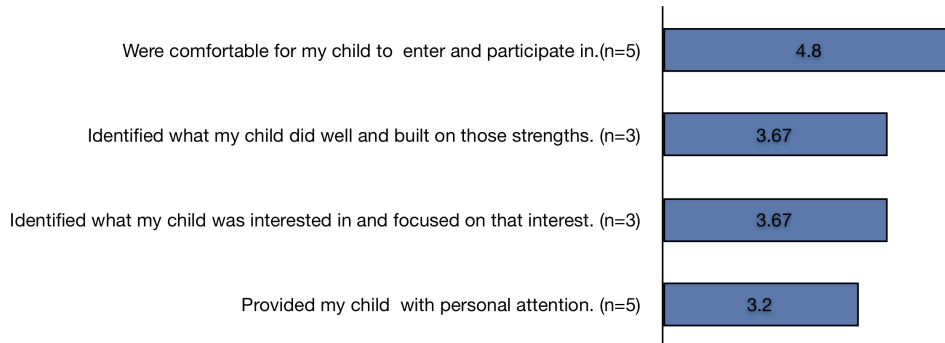 Were comfortable for my child to  enter and participate in.(n=5) 4.8
Identified what my child did well and built on those strengths. (n=3) 3.67
Identified what my child was interested in and focused on that interest. (n=3) 3.67
Provided my child  with personal attention. (n=5) 3.2